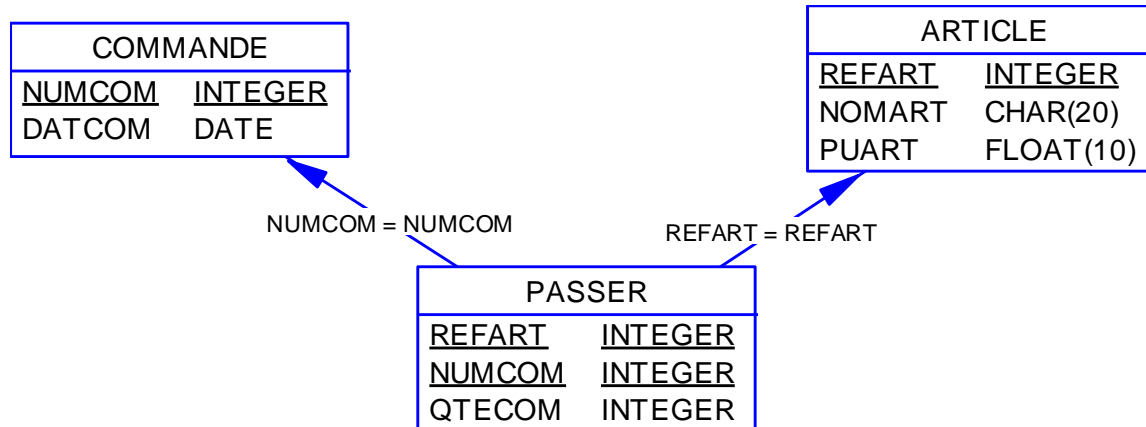 COMMANDE
NUMCOM INTEGER
DATCOM DATE
ARTICLE
REFART INTEGER
NOMART CHAR(20)
PUART FLOAT(10)
NUMCOM = NUMCOM
REFART = REFART
PASSER
REFART INTEGER
NUMCOM INTEGER
QTECOM INTEGER